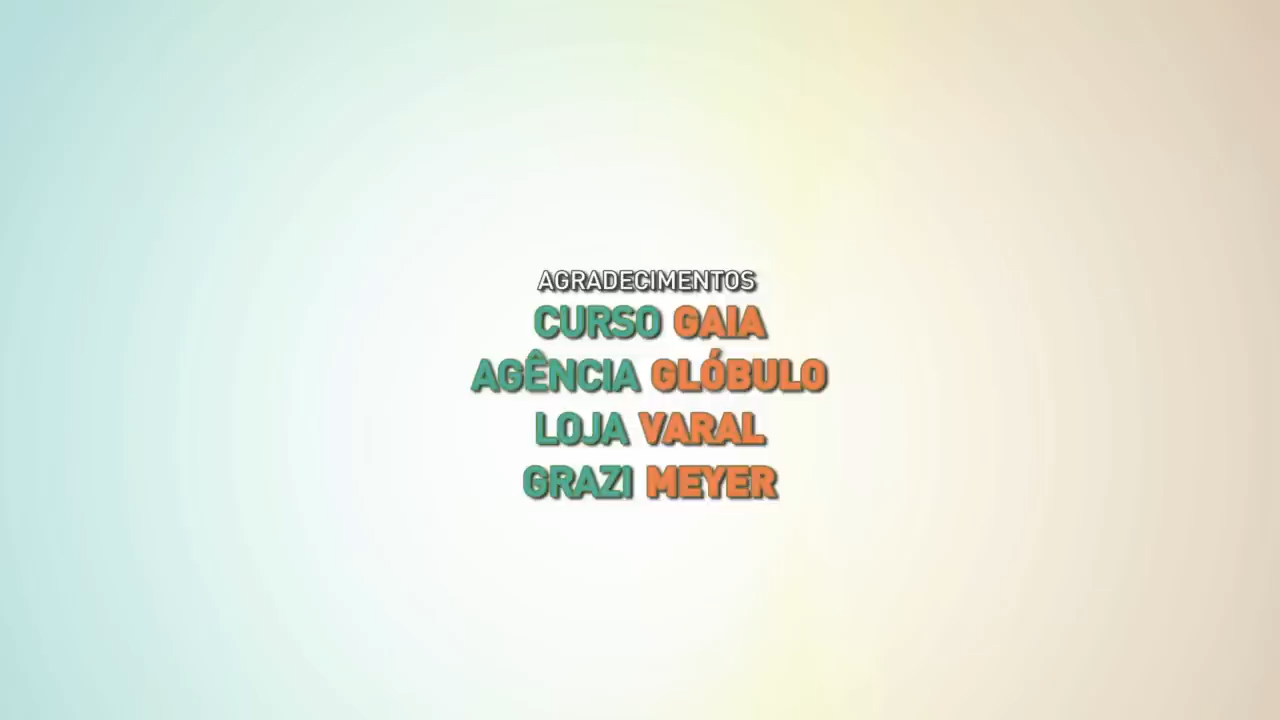 AGRADECIMENTOS
CURSO GAIA
AGÊNCIA GLÓBULO
LOJA VARAL
GRAZI MEYER